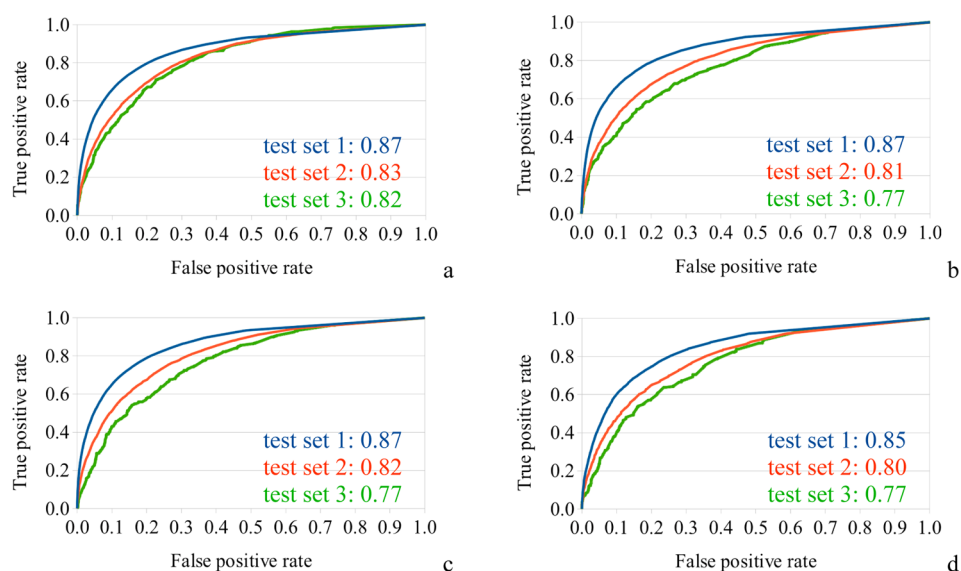 True positive rate
1.0
0.8
0.6
0.4
0.2
0.0
test set 1: 0.87
test set 2: 0.83
test set 3: 0.82
0.0 0.1 0.2 0.3 0.4 0.5 0.6 0.7 0.8 0.9 1.0
False positive rate
a
True positive rate
1.0
0.8
0.6
0.4
0.2
0.0
test set 1: 0.87
test set 2: 0.81
test set 3: 0.77
0.0 0.1 0.2 0.3 0.4 0.5 0.6 0.7 0.8 0.9 1.0
False positive rate
b
True positive rate
1.0
0.8
0.6
0.4
0.2
0.0
test set 1: 0.87
test set 2: 0.82
test set 3: 0.77
0.0 0.1 0.2 0.3 0.4 0.5 0.6 0.7 0.8 0.9 1.0
False positive rate
c
True positive rate
1.0
0.8
0.6
0.4
0.2
0.0
test set 1: 0.85
test set 2: 0.80
test set 3: 0.77
0.0 0.1 0.2 0.3 0.4 0.5 0.6 0.7 0.8 0.9 1.0
False positive rate
d